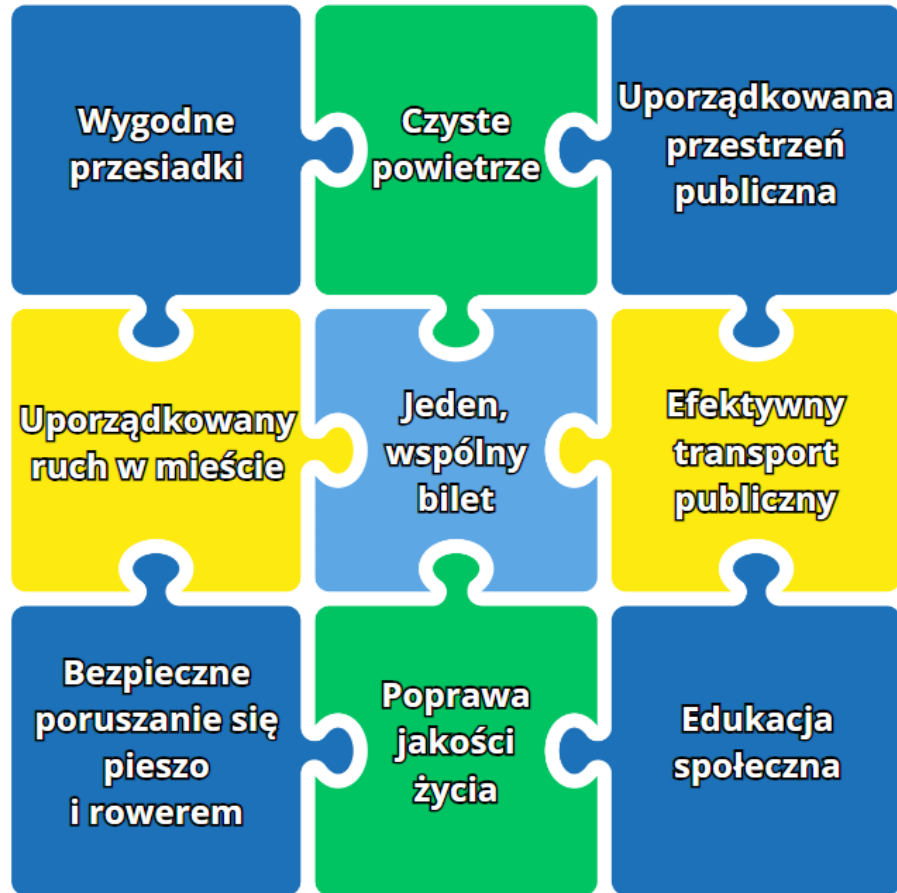 Wygodne
przesiadki
Czyste
powietrze
Uporządkowana
przestrzeń
publiczna
Uporządkowany
ruch w mieście
Jeden,
wspólny
bilet
Efektywny
transport
publiczny
Bezpieczne
poruszanie się
pieszo
i rowerem
Poprawa
jakości
życia
Edukacja
społeczna